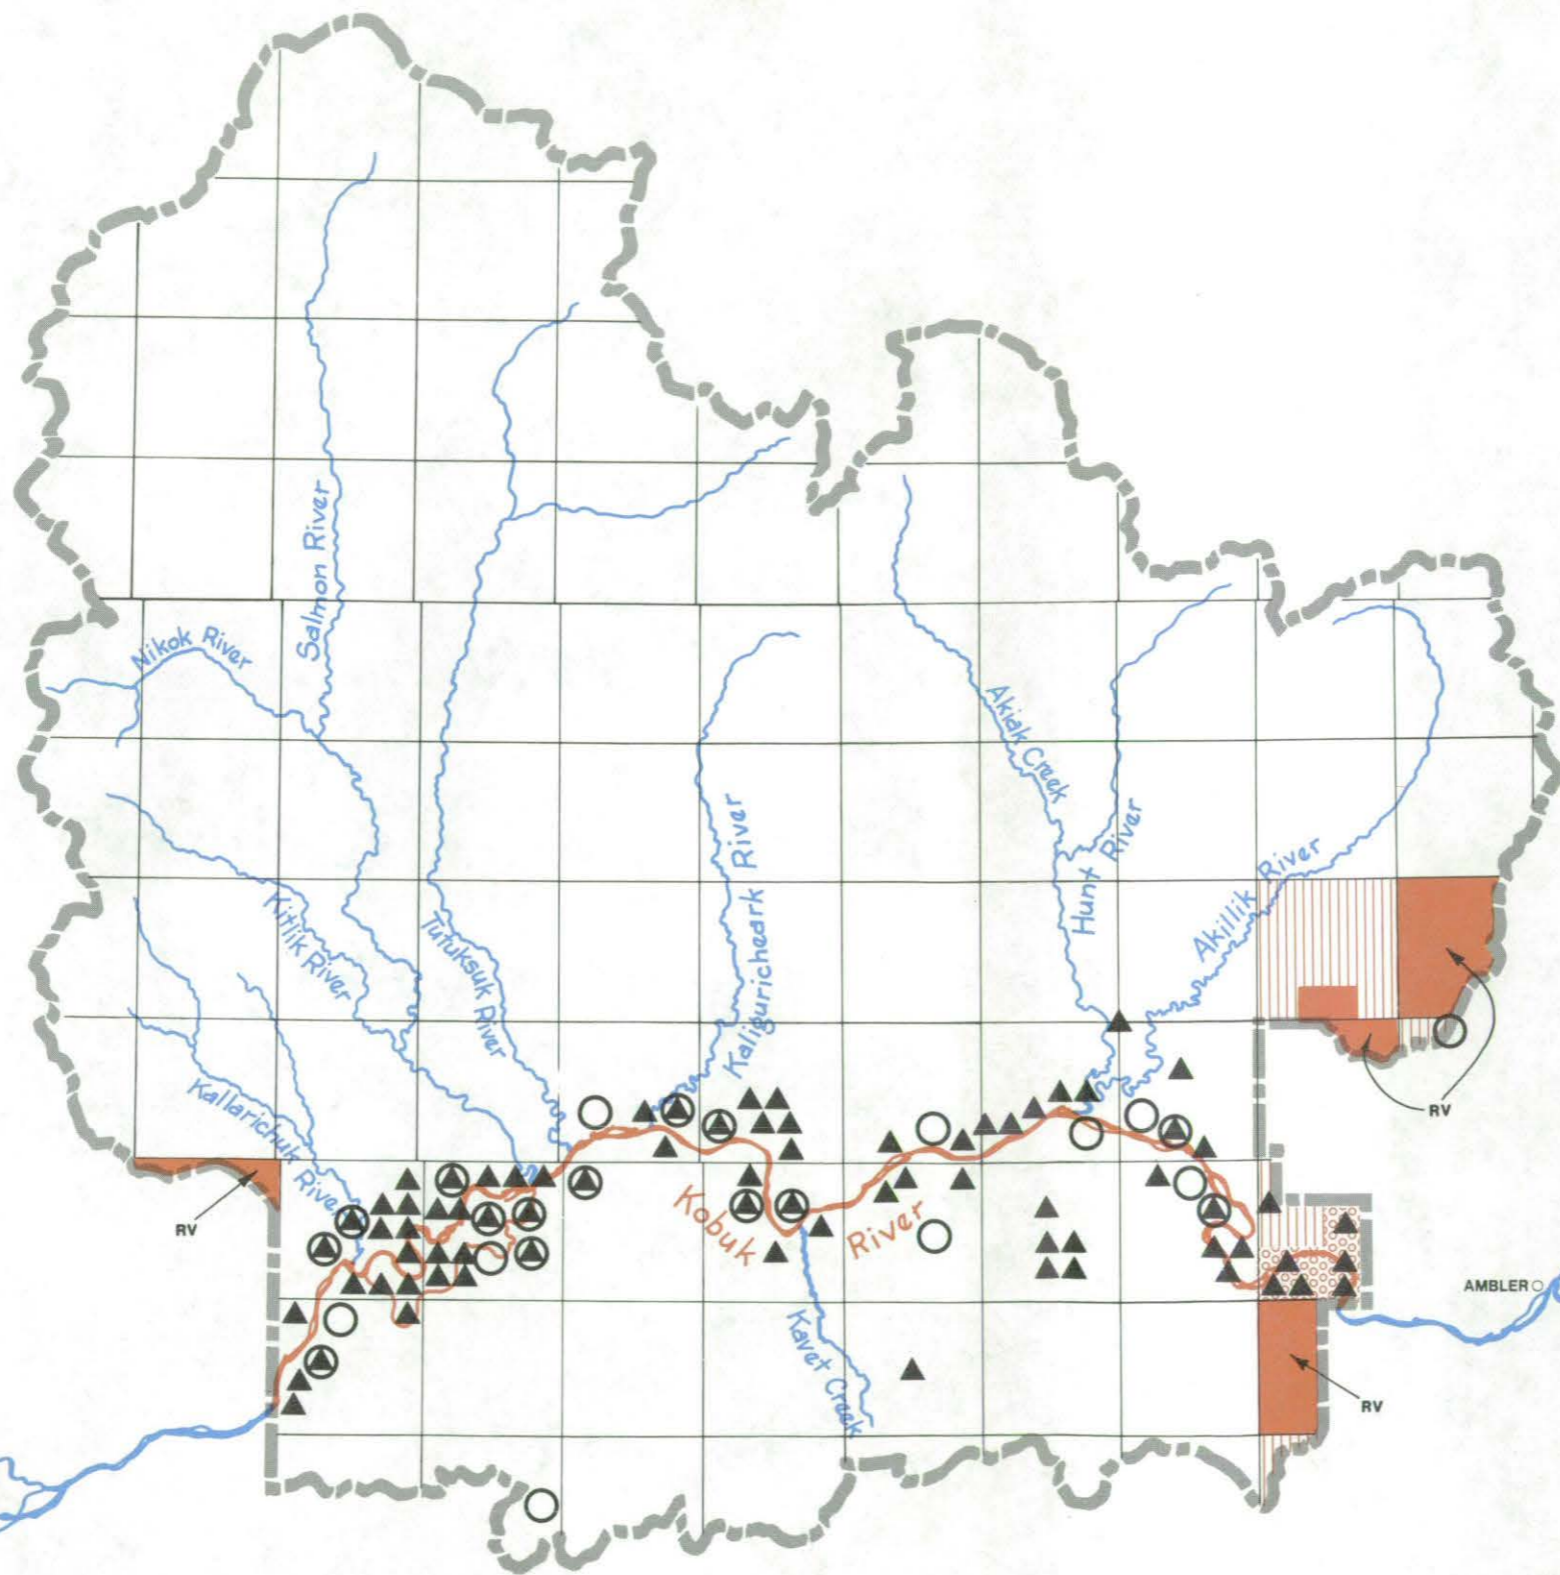 Salmon River
Nikok River
Akiak Creek
Kaliguricheark River
Hunt
River
Akillik River
Kitlik River
Tutuksuk River
Kallarichuk River
RV
RV
Kobuk
River
AMBLER
Kavet Creek
RV